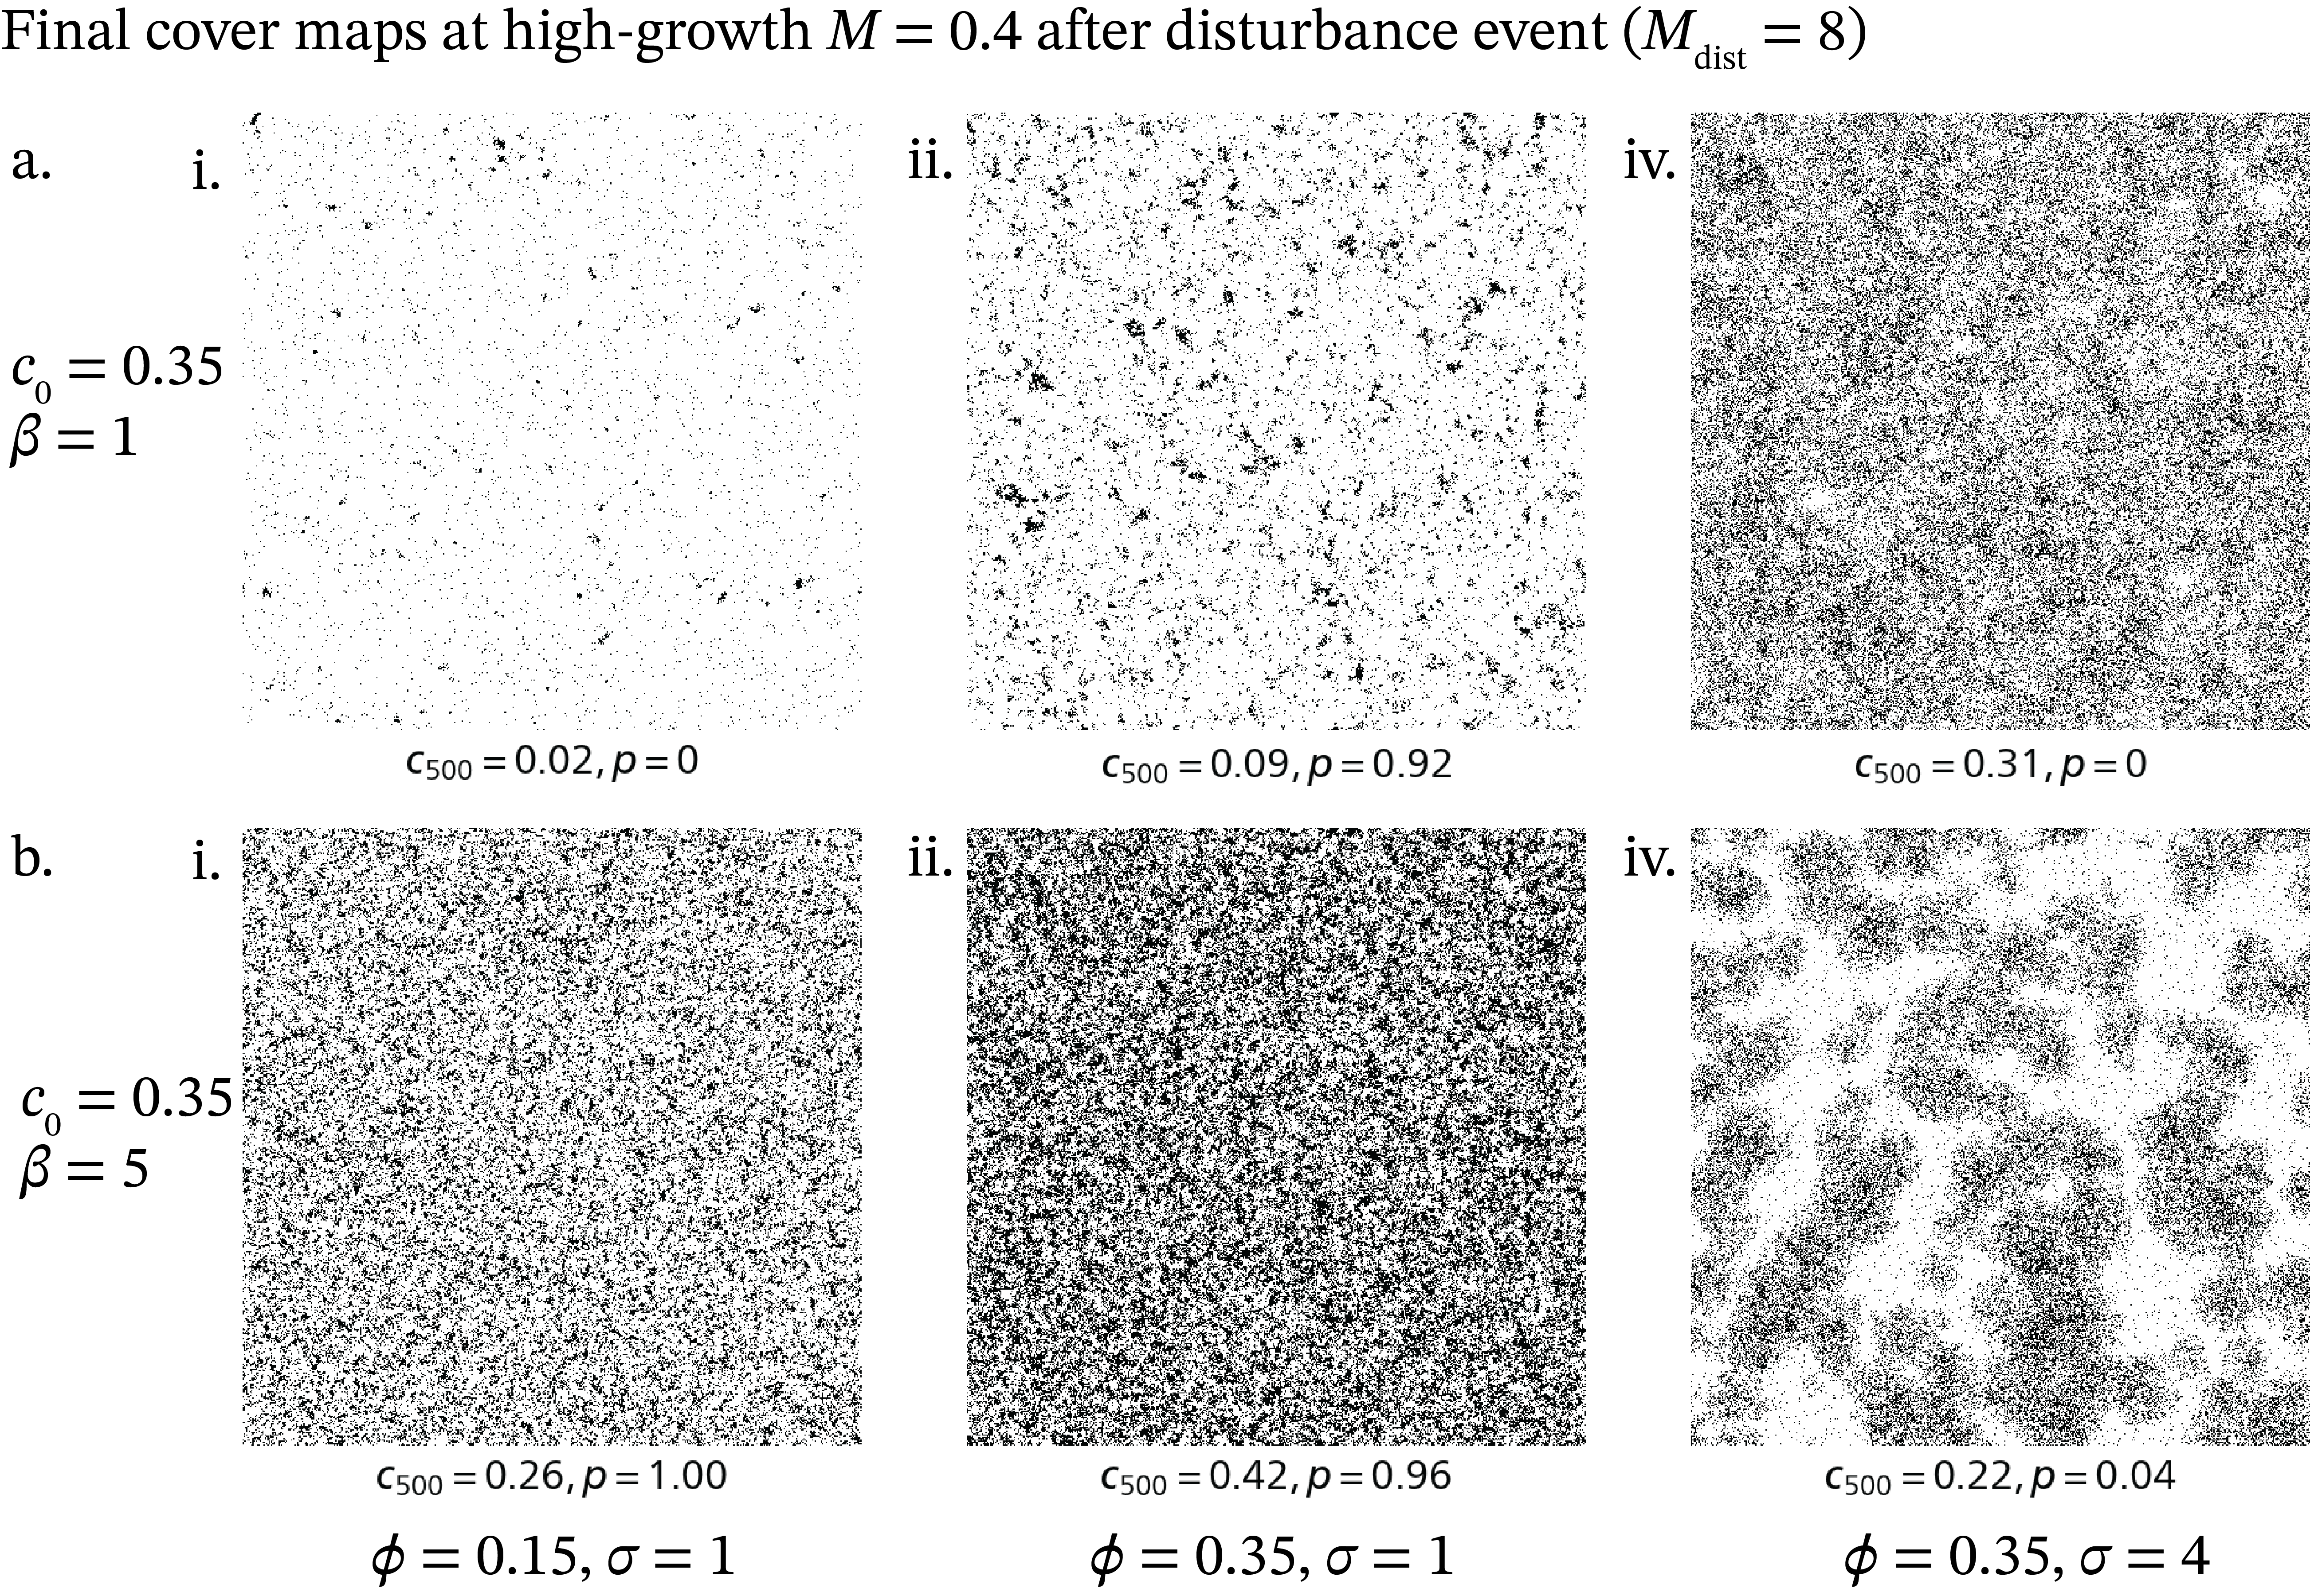 Final cover maps at high-growth M = 0.4 after disturbance event (M_dist = 8)
a. i. ii. iv.
c_0 = 0.35
β = 1
c_500 = 0.02, p = 0 c_500 = 0.09, p = 0.92 c_500 = 0.31, p = 0
b. i. ii. iv.
c_0 = 0.35
β = 5
c_500 = 0.26, p = 1.00 c_500 = 0.42, p = 0.96 c_500 = 0.22, p = 0.04
ϕ = 0.15, σ = 1 ϕ = 0.35, σ = 1 ϕ = 0.35, σ = 4